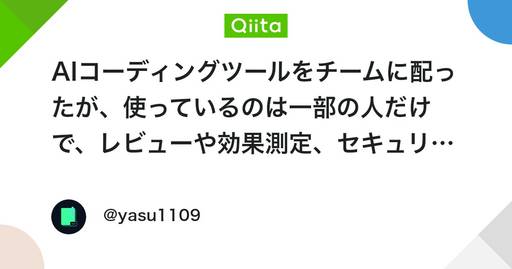 Qiita
AIコーディングツールをチームに配っ
たが、使っているのは一部の人だけ
で、レビューや効果測定、セキュリ…
@yasu1109